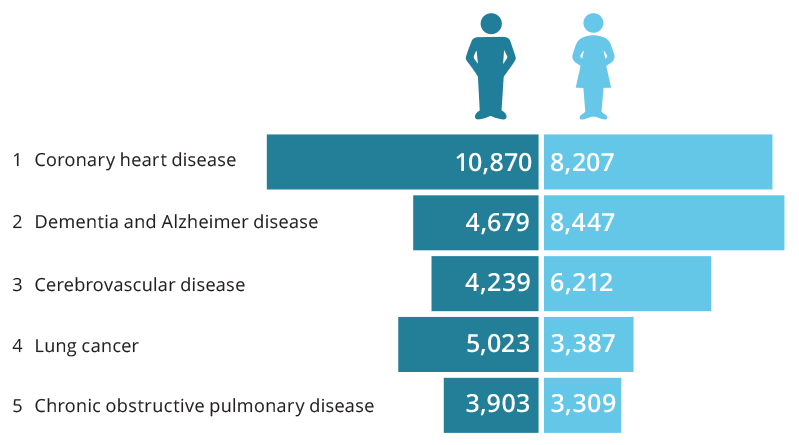 1 Coronary heart disease 10,870 8,207
2 Dementia and Alzheimer disease 4,679 8,447
3 Cerebrovascular disease 4,239 6,212
4 Lung cancer 5,023 3,387
5 Chronic obstructive pulmonary disease 3,903 3,309